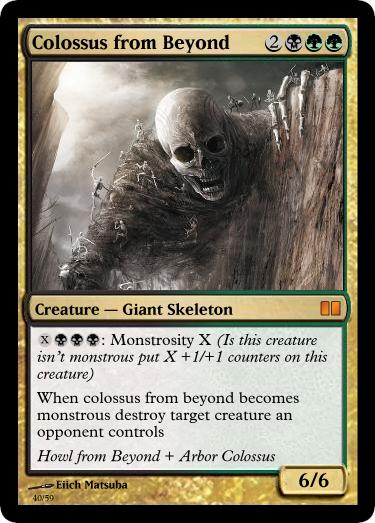 Colossus from Beyond 2
Creature — Giant Skeleton
X : Monstrosity X (Is this creature
isn't monstrous put X +1/+1 counters on this
creature)
When colossus from beyond becomes
monstrous destroy target creature an
opponent controls
Howl from Beyond + Arbor Colossus
6/6
Eiich Matsuba
40/59